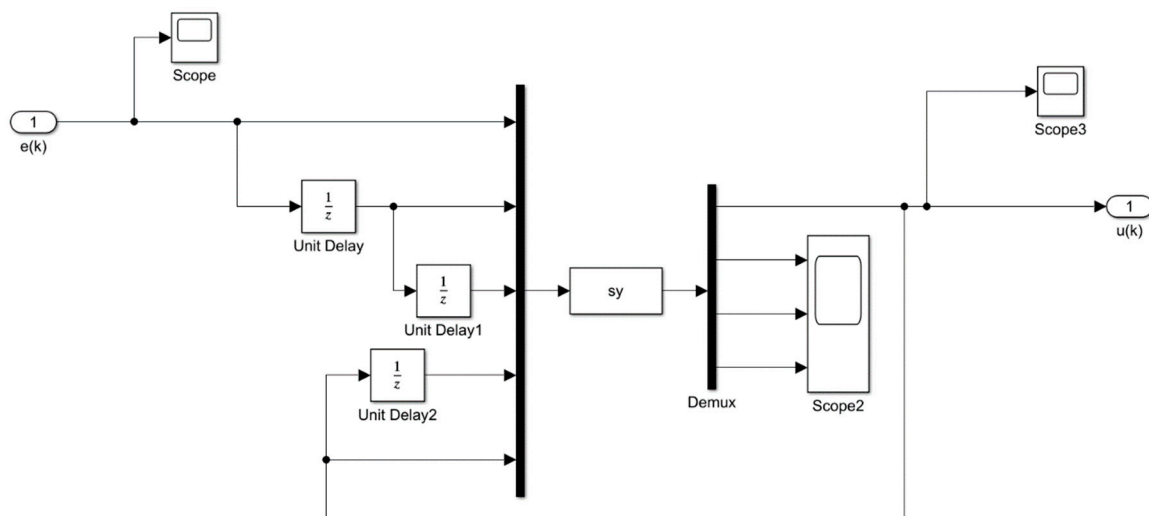 Scope
Scope3
1
e(k)
1
z
Unit Delay
1
u(k)
1
z
Unit Delay1
sy
1
z
Unit Delay2
Demux
Scope2